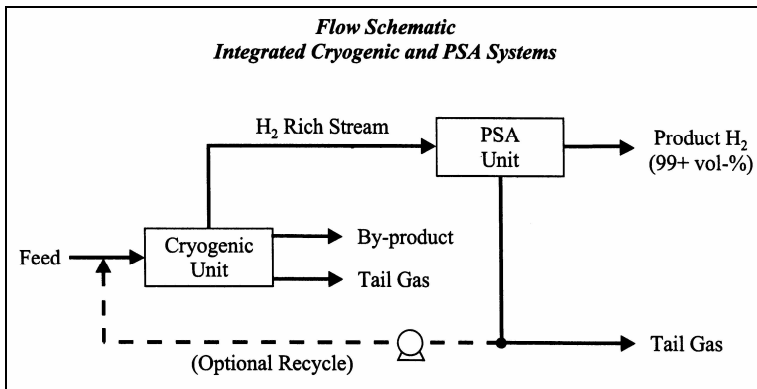 Flow Schematic
Integrated Cryogenic and PSA Systems
H₂ Rich Stream
PSA
Unit
Product H₂
(99+ vol-%)
Feed
Cryogenic
Unit
By-product
Tail Gas
(Optional Recycle)
Tail Gas